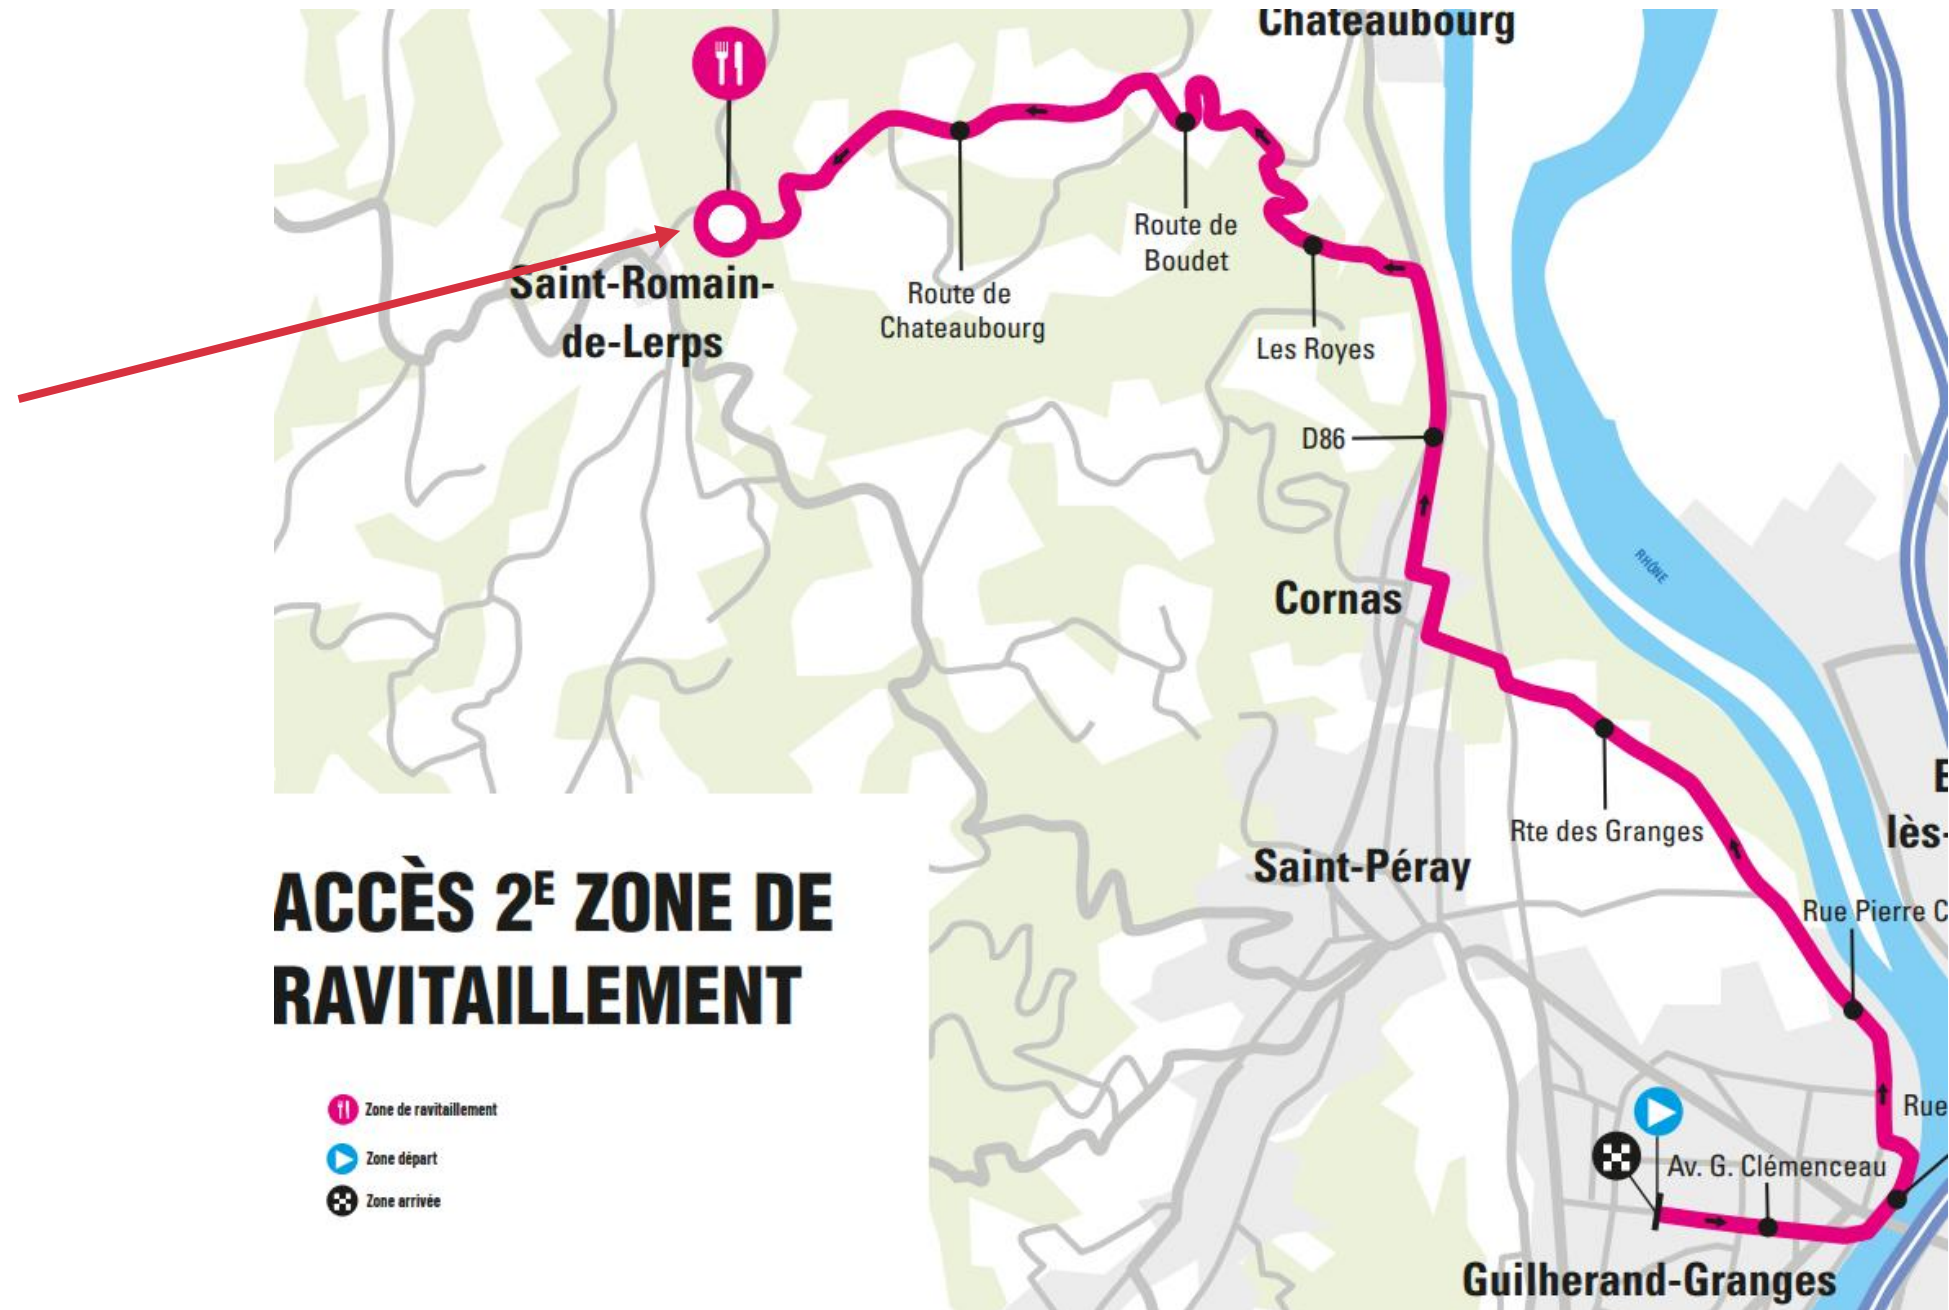 Chateaubourg
Route de
Boudet
Saint-Romain-
de-Lerps
Route de
Chateaubourg
Les Royes
D86
RHÔNE
Cornas
Rte des Granges
lès-
Saint-Péray
ACCÈS 2E ZONE DE
RAVITAILLEMENT
Rue Pierre C
Zone de ravitaillement
Zone départ
Zone arrivée
Rue
Av. G. Clémenceau
Guilherand-Granges